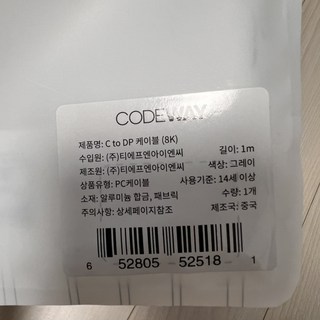 CODEWAY
제품명: C to DP 케이블 (8K)
수입원: (주)티에프엔아이엔씨 길이: 1m
제조원: (주)티에프엔아이엔씨 색상: 그레이
상품유형: PC케이블 사용기준: 14세 이상
소재: 알루미늄 합금, 패브릭 수량: 1개
주의사항: 상세페이지참조 제조국: 중국
6 52805 52518 1